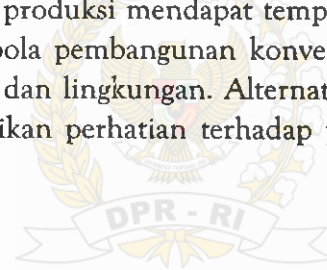 produksi mendapat temp
pola pembangunan konve
dan lingkungan. Alternat
ikan perhatian terhadap
DPR - RI